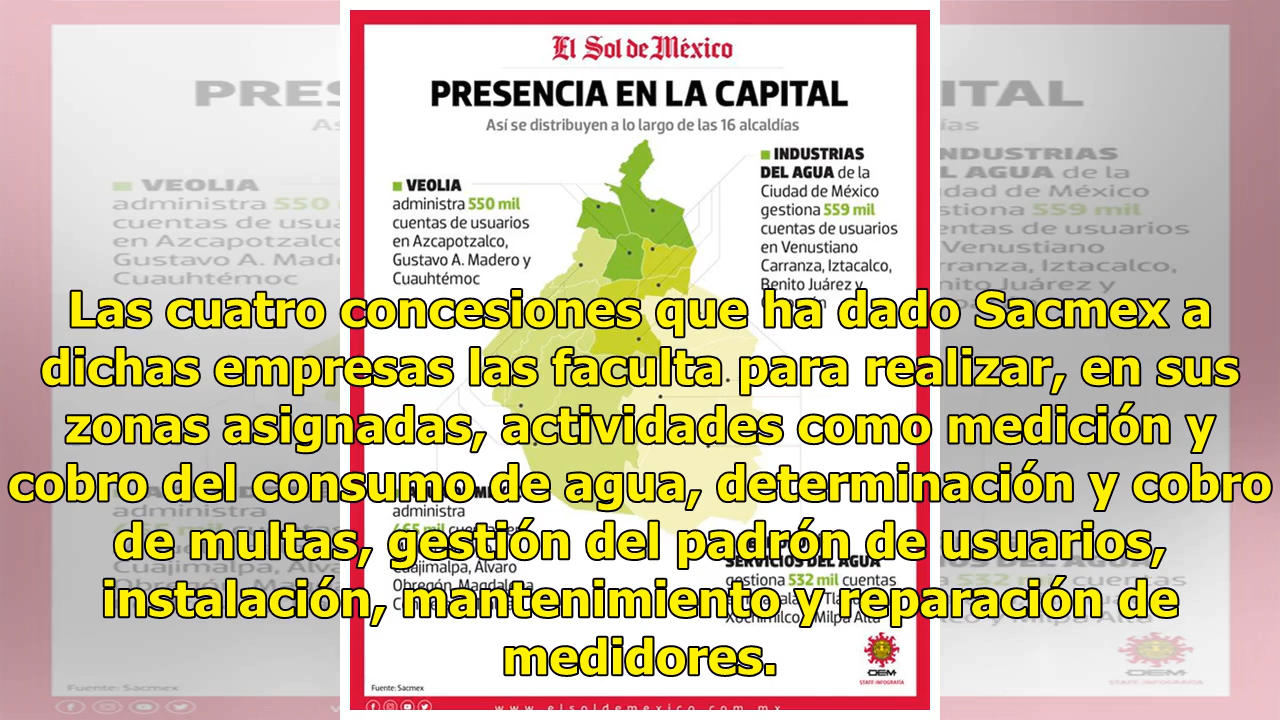 El Sol de México
PRESENCIA EN LA CAPITAL
Así se distribuyen a lo largo de las 16 alcaldías
VEOLIA
administra 550 mil
cuentas de usuarios
en Azcapotzalco,
Gustavo A. Madero y
Cuauhtémoc
INDUSTRIAS
DEL AGUA de la
Ciudad de México
gestiona 559 mil
cuentas de usuarios
en Venustiano
Carranza, Iztacalco,
Benito Juárez y
Las cuatro concesiones que ha dado Sacmex a
dichas empresas las faculta para realizar, en sus
zonas asignadas, actividades como medición y
cobro del consumo de agua, determinación y cobro
de multas, gestión del padrón de usuarios,
instalación, mantenimiento y reparación de
medidores.
administra
465 mil
Cuajimalpa, Álvaro
Obregón, Magdalena
SERVICIOS DEL AGUA
gestiona 532 mil cuentas
Xochimilco y Milpa Alta
OEM
STAFF-INFOGRAFÍA
Fuente: Sacmex
www.elsoldemexico.com.mx